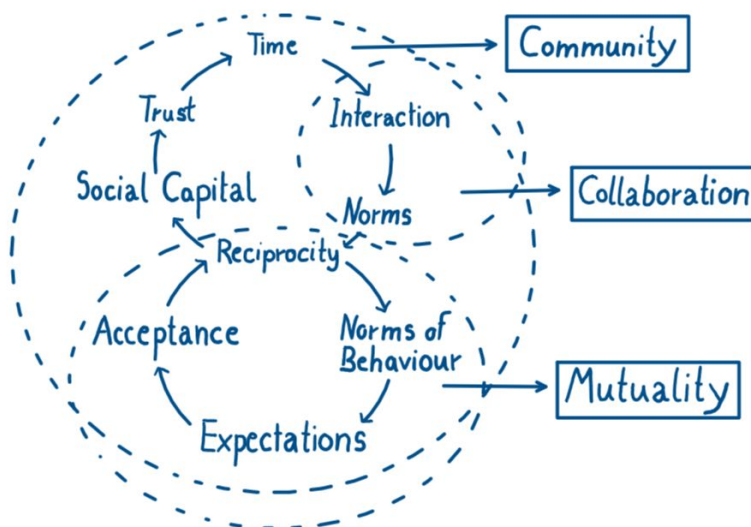 Time
Community
Trust
Interaction
Social Capital
Collaboration
Norms
Reciprocity
Acceptance
Norms of
Behaviour
Mutuality
Expectations